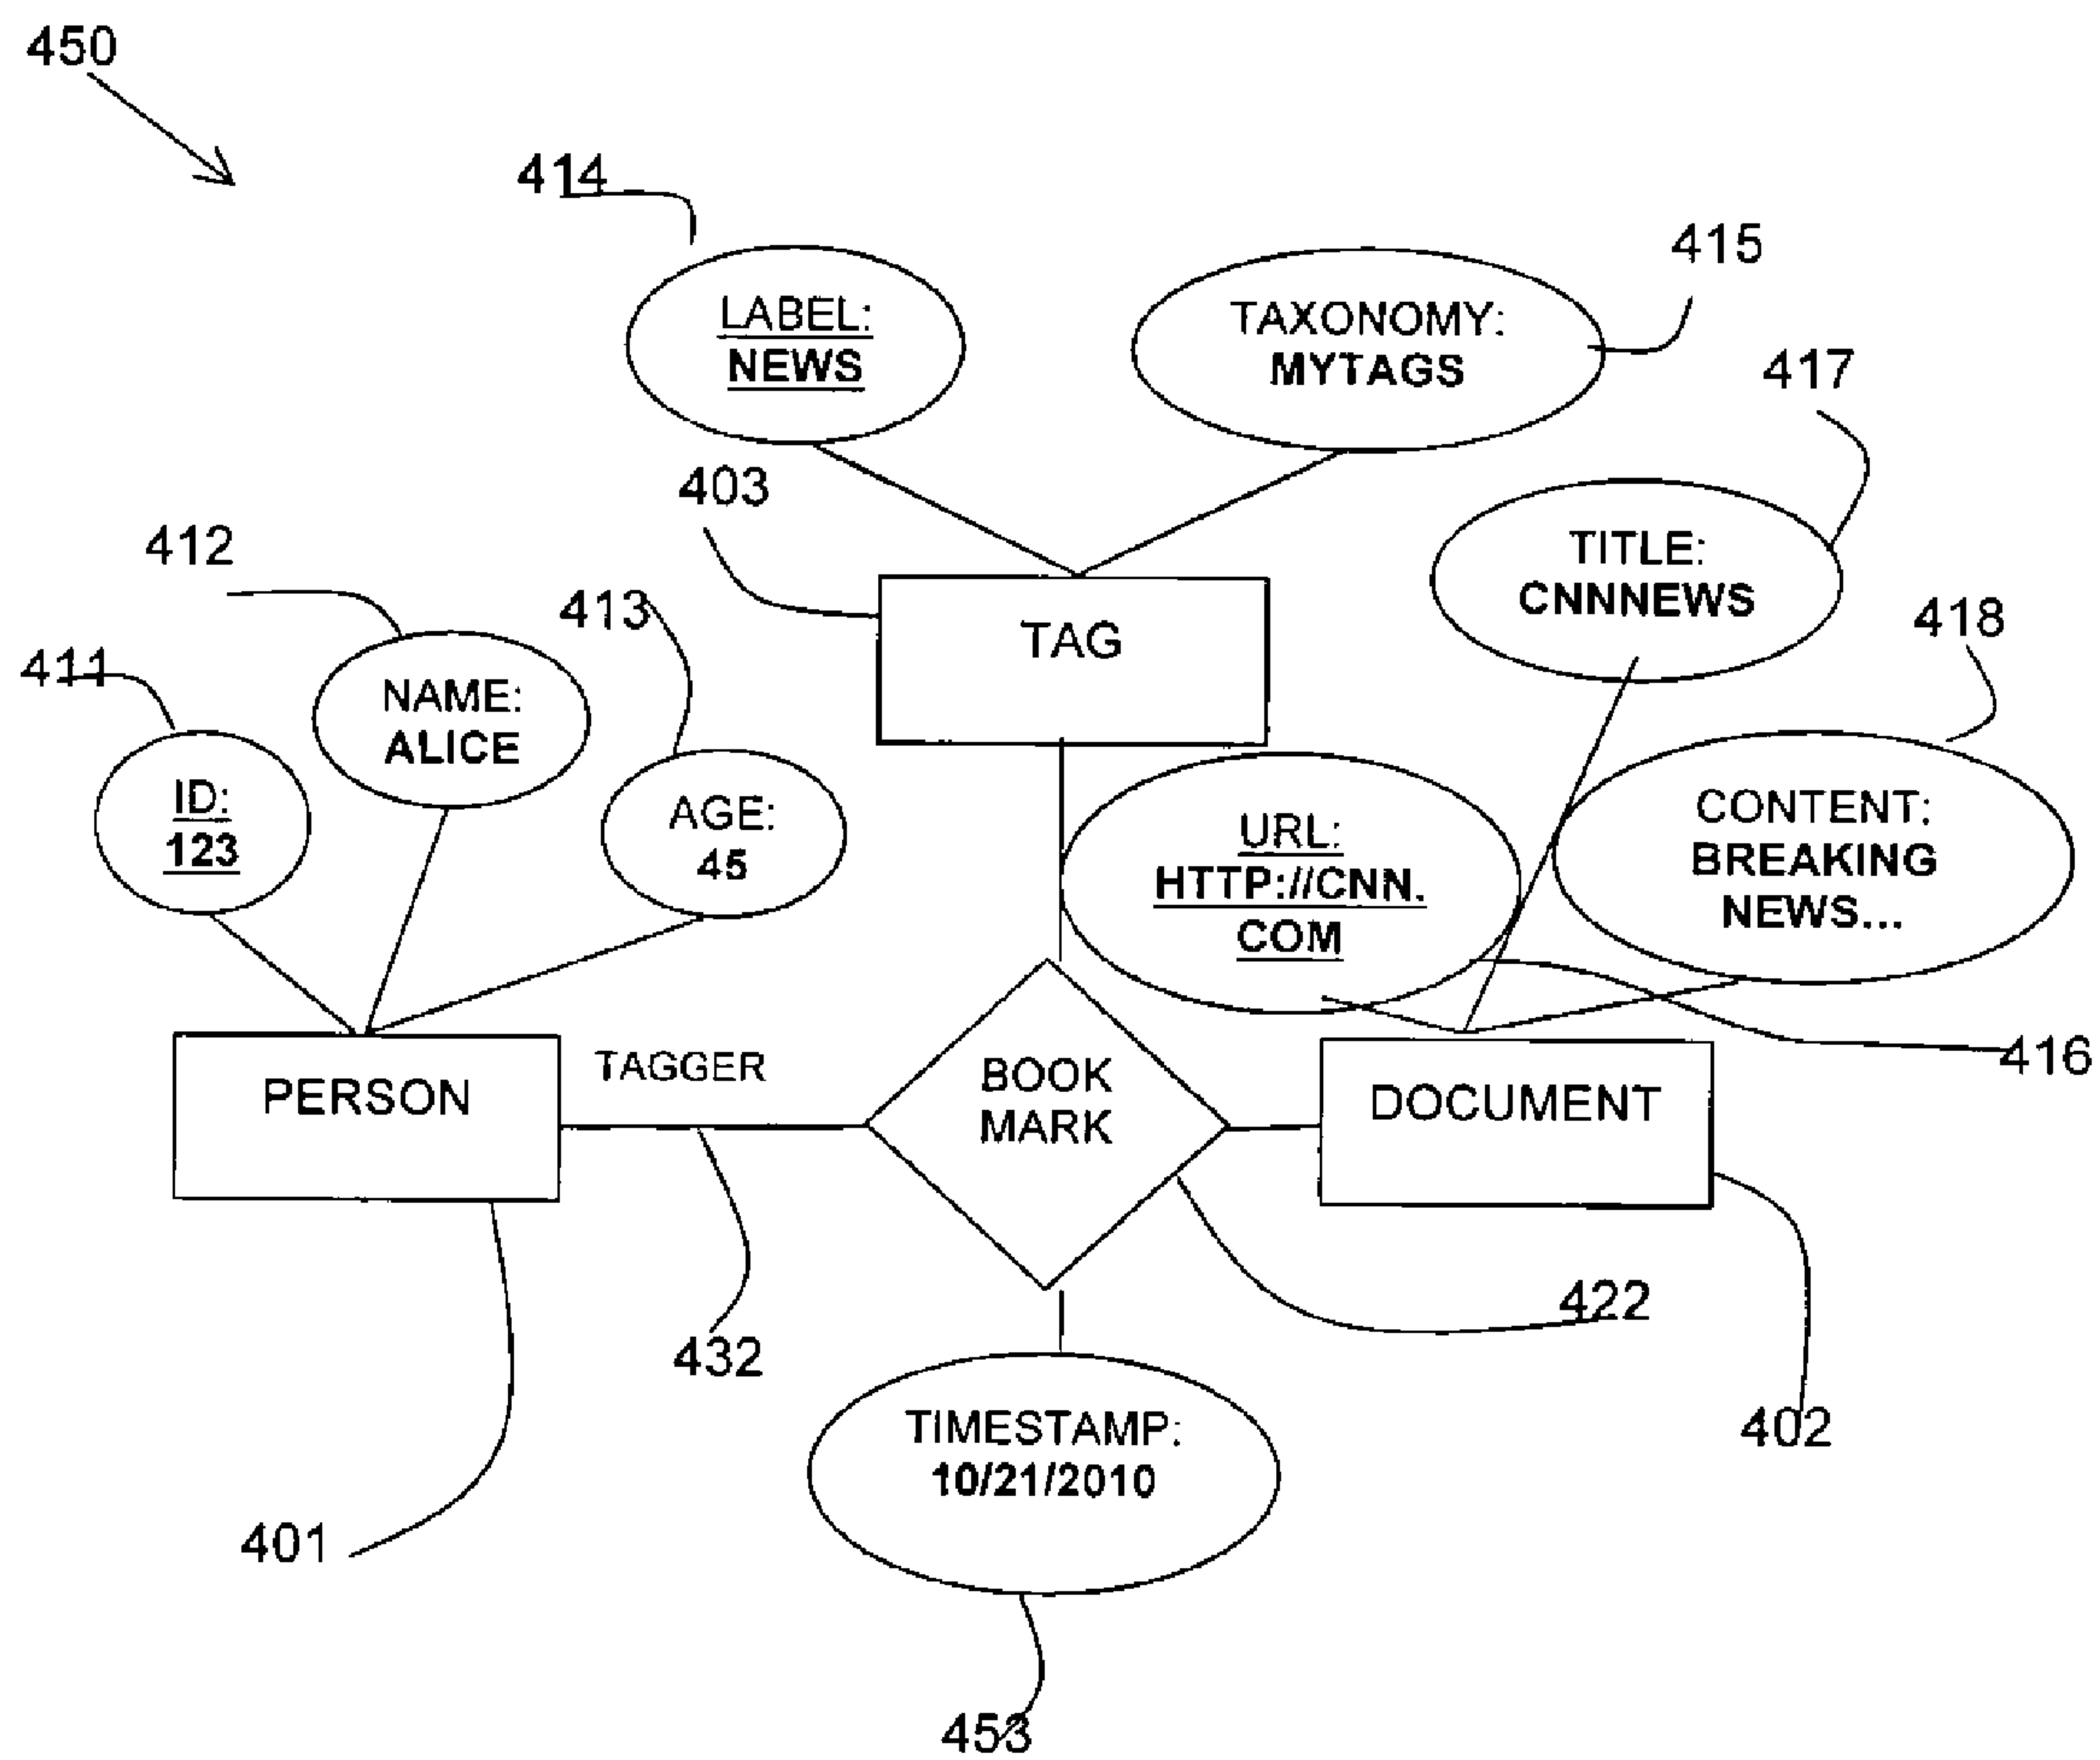 450
414
415
LABEL:
NEWS
TAXONOMY:
MYTAGS
417
403
412
TITLE:
CNNNEWS
413
418
TAG
411
NAME:
ALICE
ID:
123
AGE:
45
URL:
HTTP://CNN.
COM
CONTENT:
BREAKING
NEWS...
416
PERSON
TAGGER
BOOK
MARK
DOCUMENT
422
432
402
TIMESTAMP:
10/21/2010
401
453